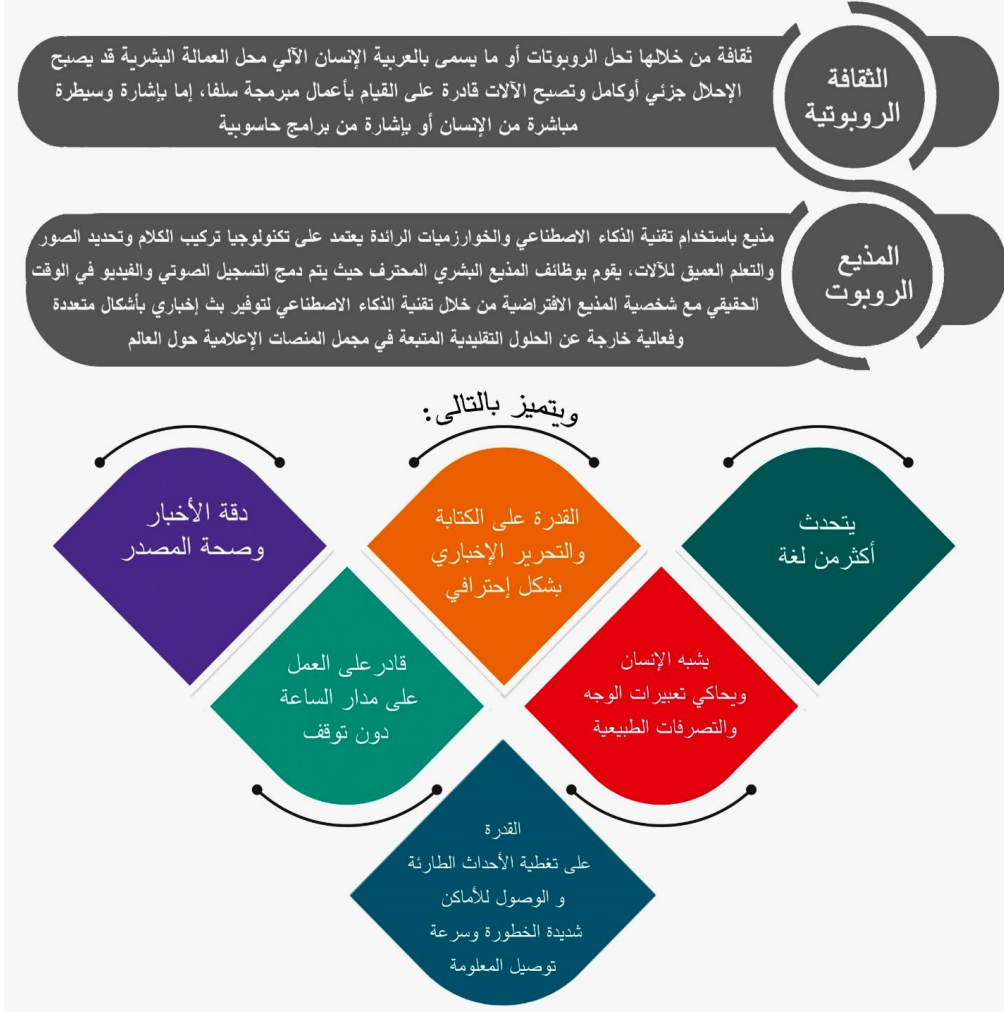 الثقافة
الروبوتية
ثقافة من خلالها تحل الروبوتات أو ما يسمى بالعربية الإنسان الآلي محل العمالة البشرية قد يصبح
الإحلال جزئي أوكامل وتصبح الآلات قادرة على القيام بأعمال مبرمجة سلفا، إما بإشارة وسيطرة
مباشرة من الإنسان أو بإشارة من برامج حاسوبية
المذيع
الروبوت
مذيع باستخدام تقنية الذكاء الاصطناعي والخوارزميات الرائدة يعتمد على تكنولوجيا تركيب الكلام وتحديد الصور
والتعلم العميق للآلات، يقوم بوظائف المذيع البشري المحترف حيث يتم دمج التسجيل الصوتي والفيديو في الوقت
الحقيقي مع شخصية المذيع الافتراضية من خلال تقنية الذكاء الاصطناعي لتوفير بث إخباري بأشكال متعددة
وفعالية خارجة عن الحلول التقليدية المتبعة في مجمل المنصات الإعلامية حول العالم
ويتميز بالتالى:
يتحدث
أكثرمن لغة
القدرة على الكتابة
والتحرير الإخباري
بشكل إحترافي
دقة الأخبار
وصحة المصدر
يشبه الإنسان
ويحاكي تعبيرات الوجه
والتصرفات الطبيعية
قادرعلى العمل
على مدار الساعة
دون توقف
القدرة
على تغطية الأحداث الطارئة
و الوصول للأماكن
شديدة الخطورة وسرعة
توصيل المعلومة